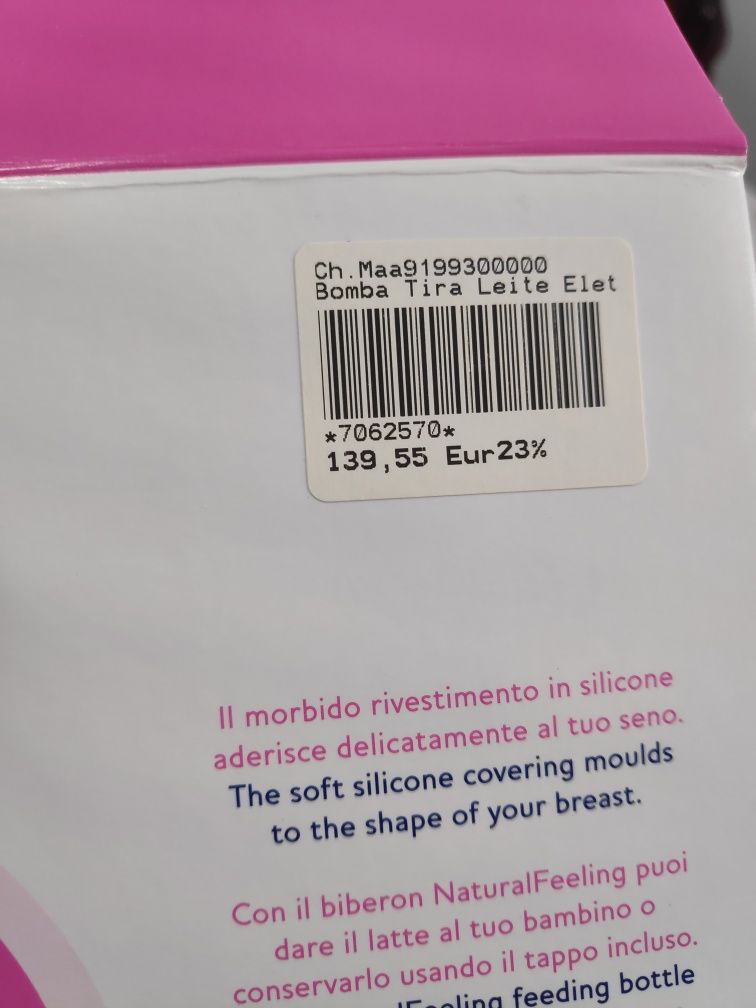 Ch.Maa9199300000
Bomba Tira Leite Elet
*7062570*
139,55 Eur23%
Il morbido rivestimento in silicone
aderisce delicatamente al tuo seno.
The soft silicone covering moulds
to the shape of your breast.
Con il biberon NaturalFeeling puoi
dare il latte al tuo bambino o
conservarlo usando il tappo incluso.
feeding bottle